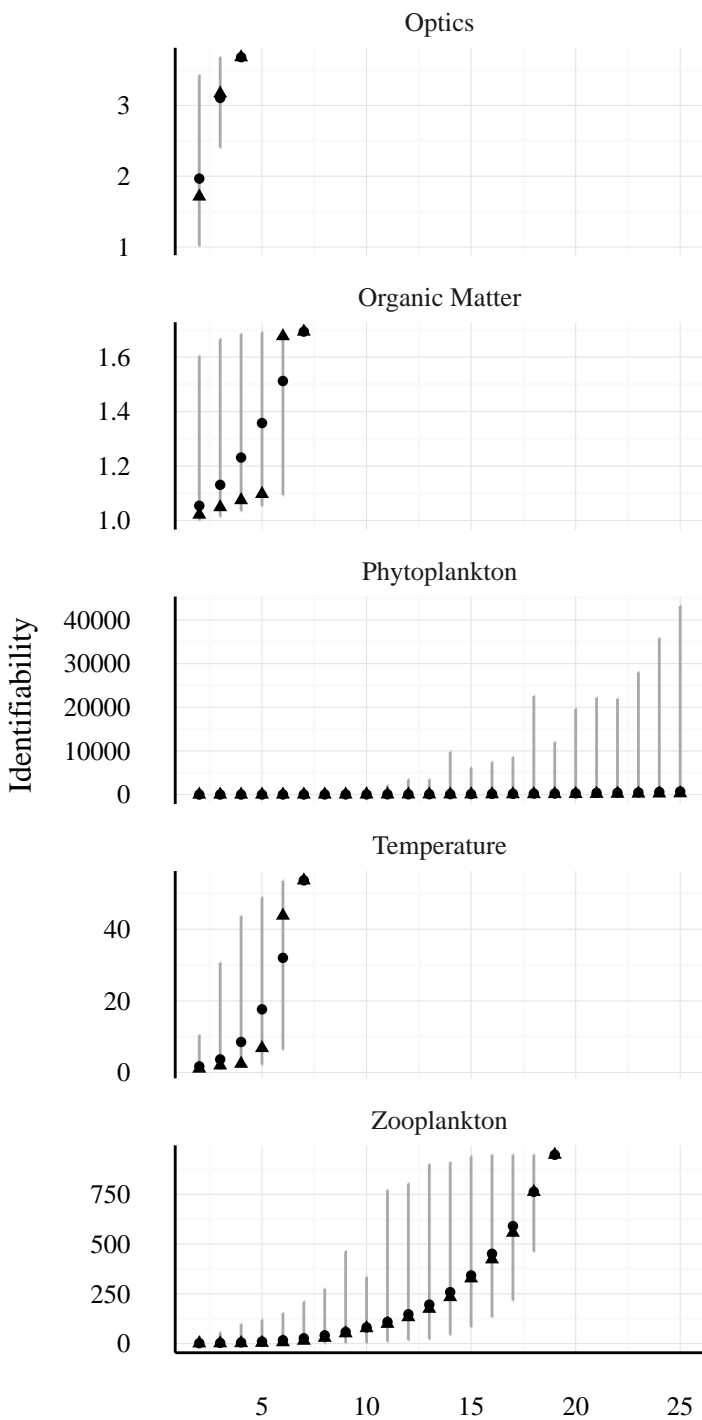 Optics
3
2
1
Organic Matter
1.6
1.4
1.2
1.0
Phytoplankton
40000
30000
20000
10000
0
Identifiability
Temperature
40
20
0
Zooplankton
750
500
250
0
5 10 15 20 25